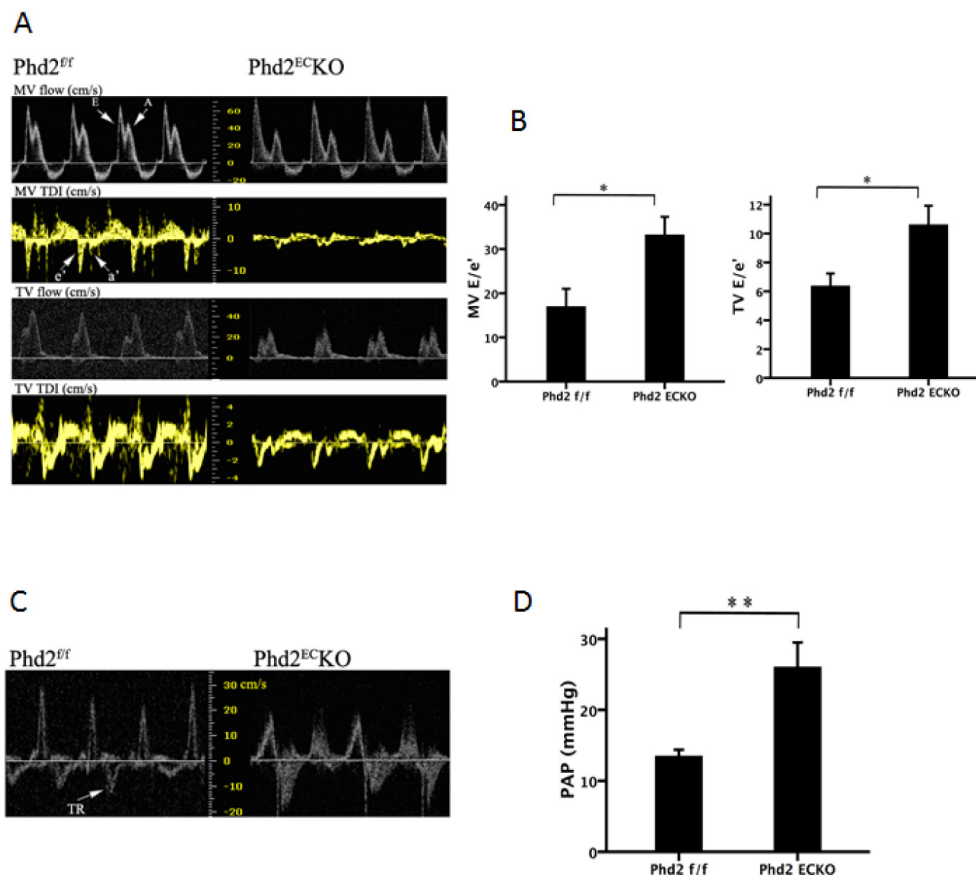 A
Phd2f/f
Phd2ECKO
MV flow (cm/s)
E
A
60
40
20
0
-20
MV TDI (cm/s)
10
0
-10
e'
a'
TV flow (cm/s)
40
20
0
TV TDI (cm/s)
4
2
0
-2
-4
B
*
MV E/e'
40
30
20
10
0
Phd2 f/f
Phd2 ECKO
*
TV E/e'
12
10
8
6
4
2
0
Phd2 f/f
Phd2 ECKO
C
Phd2f/f
Phd2ECKO
30 cm/s
20
10
0
-10
-20
TR
D
**
PAP (mmHg)
30
20
10
0
Phd2 f/f
Phd2 ECKO